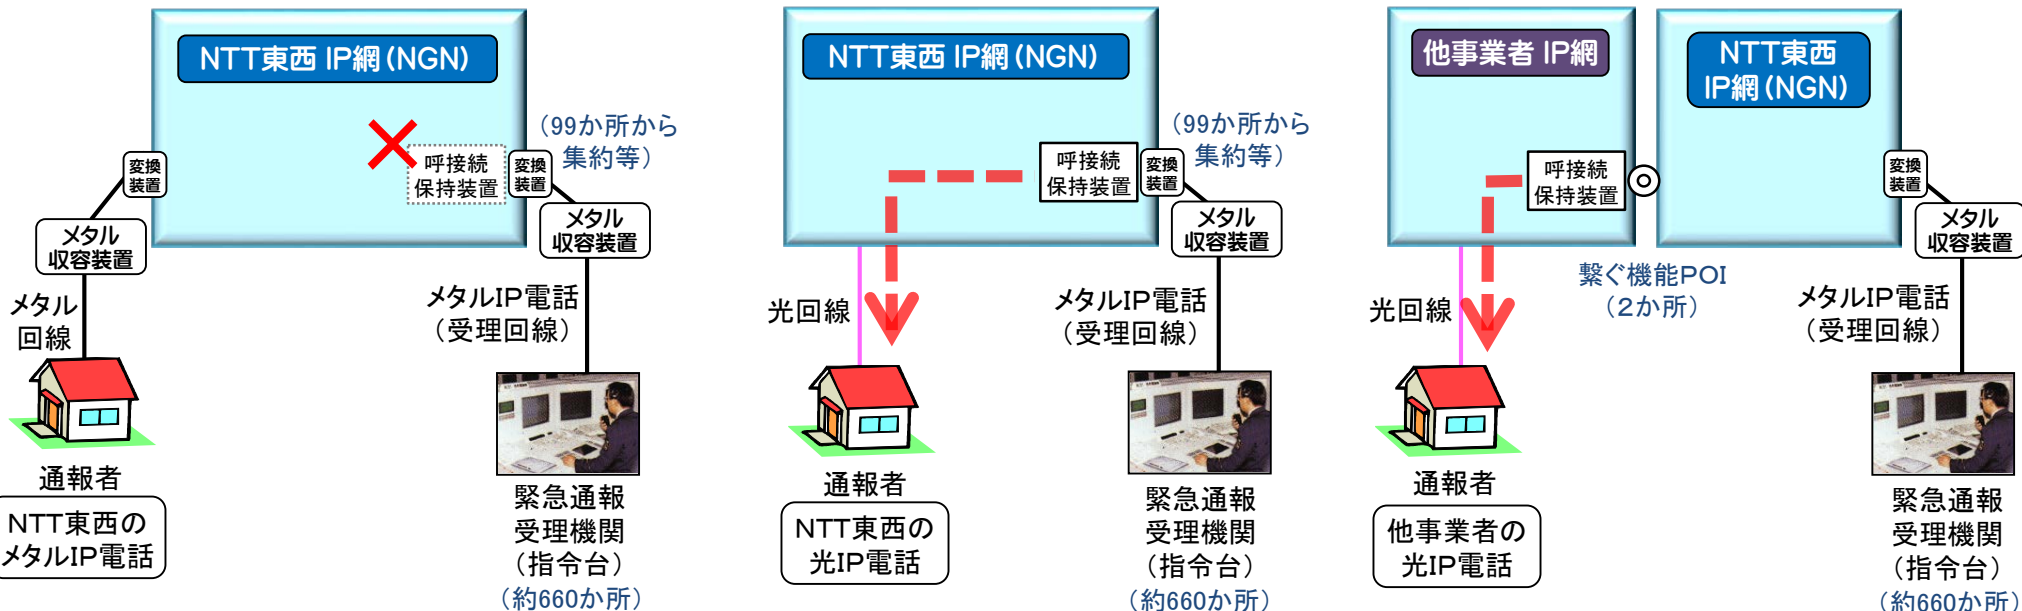 NTT東西 IP網(NGN)
(99か所から
集約等)
変換
装置
呼接続
保持装置
変換
装置
メタル
収容装置
メタル
収容装置
メタル
回線
メタルIP電話
(受理回線)
通報者
NTT東西の
メタルIP電話
緊急通報
受理機関
(指令台)
(約660か所)
NTT東西 IP網(NGN)
(99か所から
集約等)
呼接続
保持装置
変換
装置
メタル
収容装置
光回線
メタルIP電話
(受理回線)
通報者
NTT東西の
光IP電話
緊急通報
受理機関
(指令台)
(約660か所)
他事業者 IP網
NTT東西
IP網(NGN)
呼接続
保持装置
変換
装置
メタル
収容装置
繋ぐ機能POI
(2か所)
光回線
メタルIP電話
(受理回線)
通報者
他事業者の
光IP電話
緊急通報
受理機関
(指令台)
(約660か所)